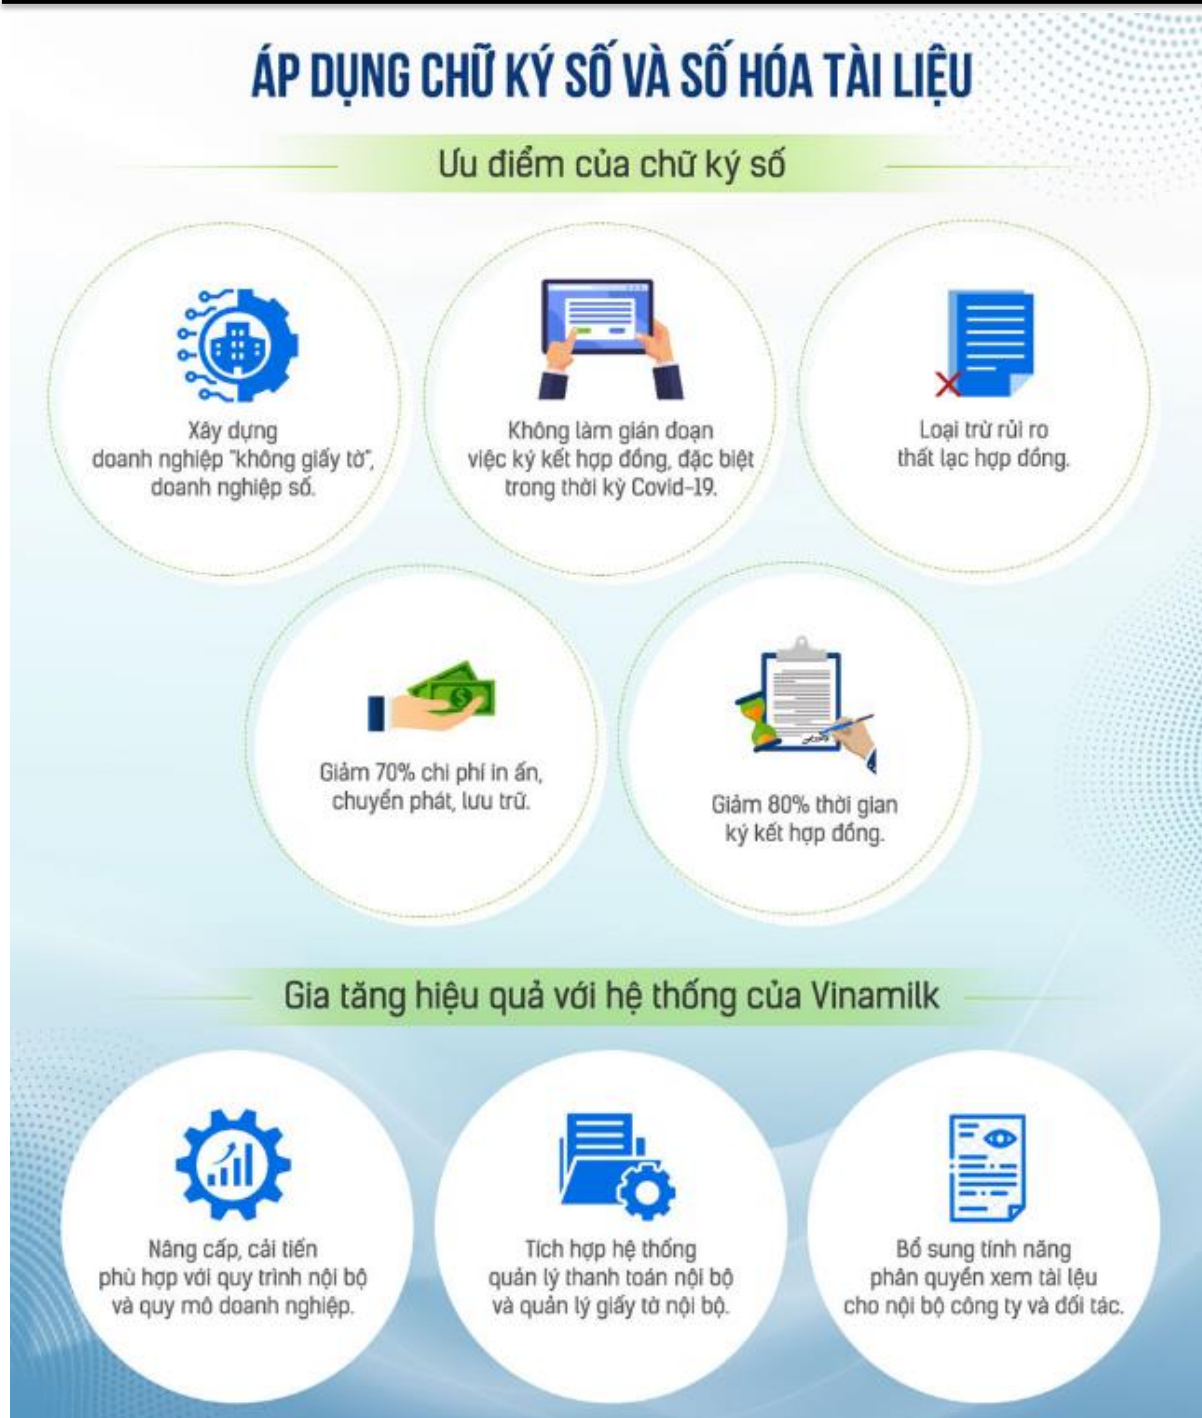 ÁP DỤNG CHỮ KÝ SỐ VÀ SỐ HÓA TÀI LIỆU
Ưu điểm của chữ ký số
Xây dựng
doanh nghiệp "không giấy tờ",
doanh nghiệp số.
Không làm gián đoạn
việc ký kết hợp đồng, đặc biệt
trong thời kỳ Covid-19.
Loại trừ rủi ro
thất lạc hợp đồng.
Giảm 70% chi phí in ấn,
chuyển phát, lưu trữ.
Giảm 80% thời gian
ký kết hợp đồng.
Gia tăng hiệu quả với hệ thống của Vinamilk
Nâng cấp, cải tiến
phù hợp với quy trình nội bộ
và quy mô doanh nghiệp.
Tích hợp hệ thống
quản lý thanh toán nội bộ
và quản lý giấy tờ nội bộ.
Bổ sung tính năng
phân quyền xem tài lệu
cho nội bộ công ty và đối tác.